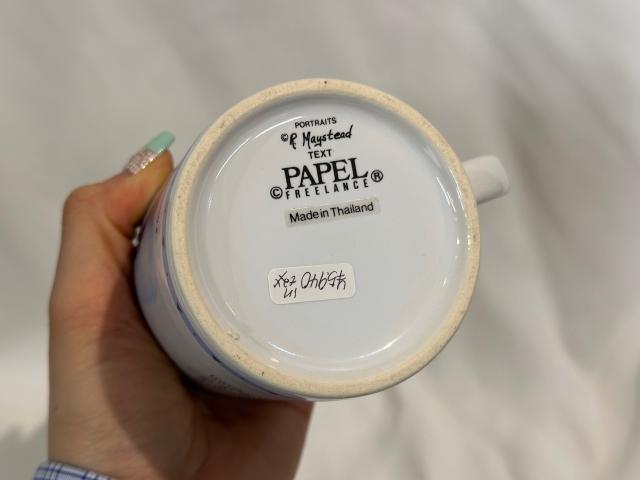 PORTRAITS
© R Maystead
TEXT
PAPEL
© FREELANCE ®
Made in Thailand